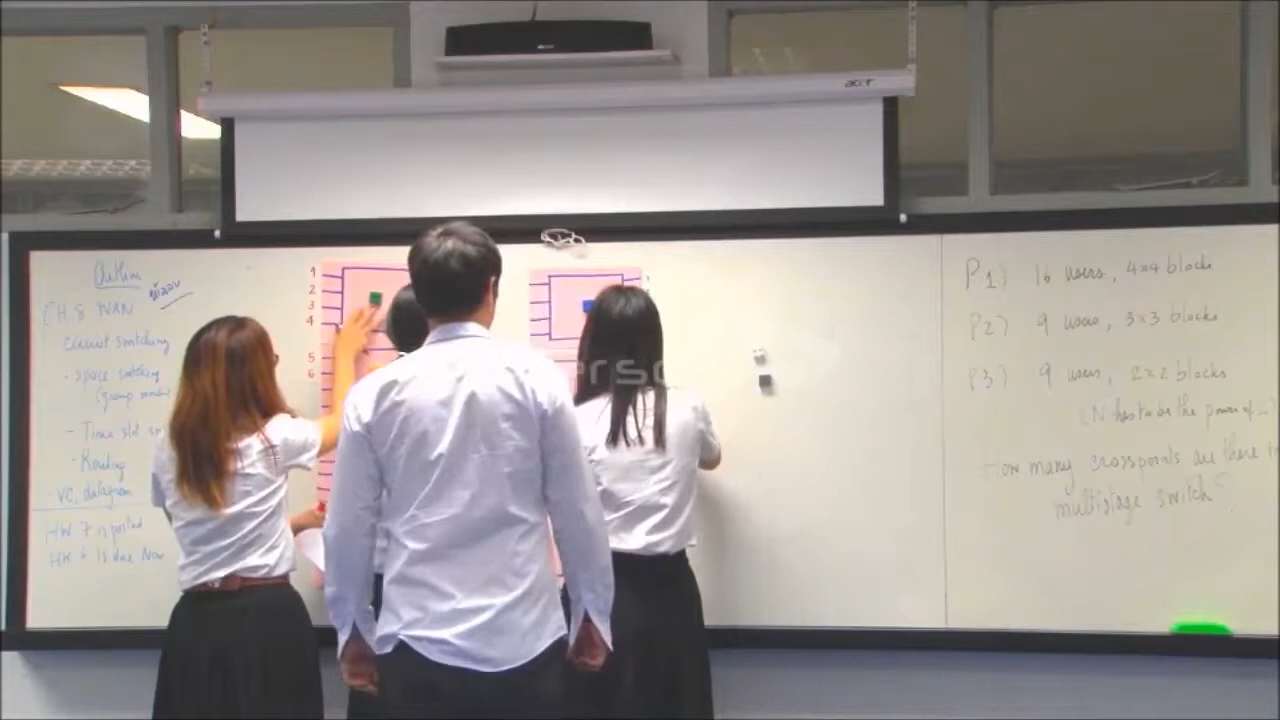 acer
Outline
CH 8 WAN
circuit switching
- space switching
(group
- Time slot
- Routing
- VC, datagram
HW 7 is posted
HW 6 is due Now
1
2
3
4
5
6
P1) 16 users, 4x4 blocks
P2) 9 users, 3x3 blocks
P3) 9 users, 2x2 blocks
(N has to be the power of
How many crosspoints are there
multistage switch?